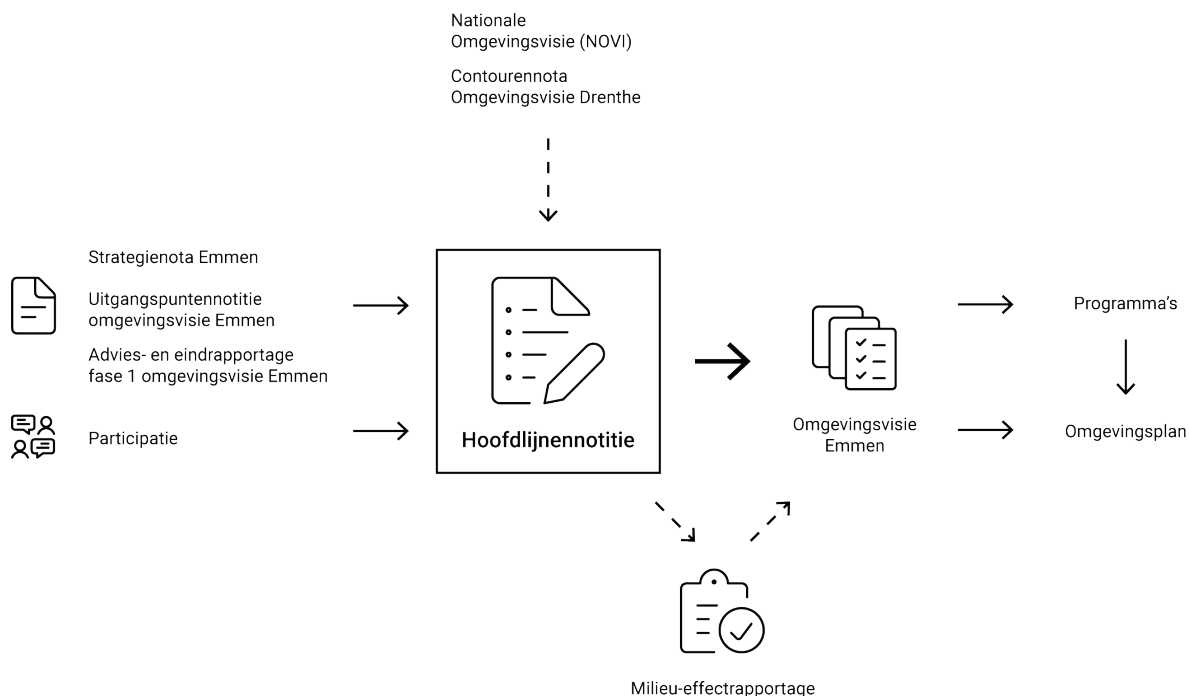 Nationale
Omgevingsvisie (NOVI)
Contourennota
Omgevingsvisie Drenthe
Strategienota Emmen
Uitgangspuntennotitie
omgevingsvisie Emmen
Advies- en eindrapportage
fase 1 omgevingsvisie Emmen
Participatie
Hoofdlijnennotitie
Omgevingsvisie
Emmen
Programma’s
Omgevingsplan
Milieu-effectrapportage